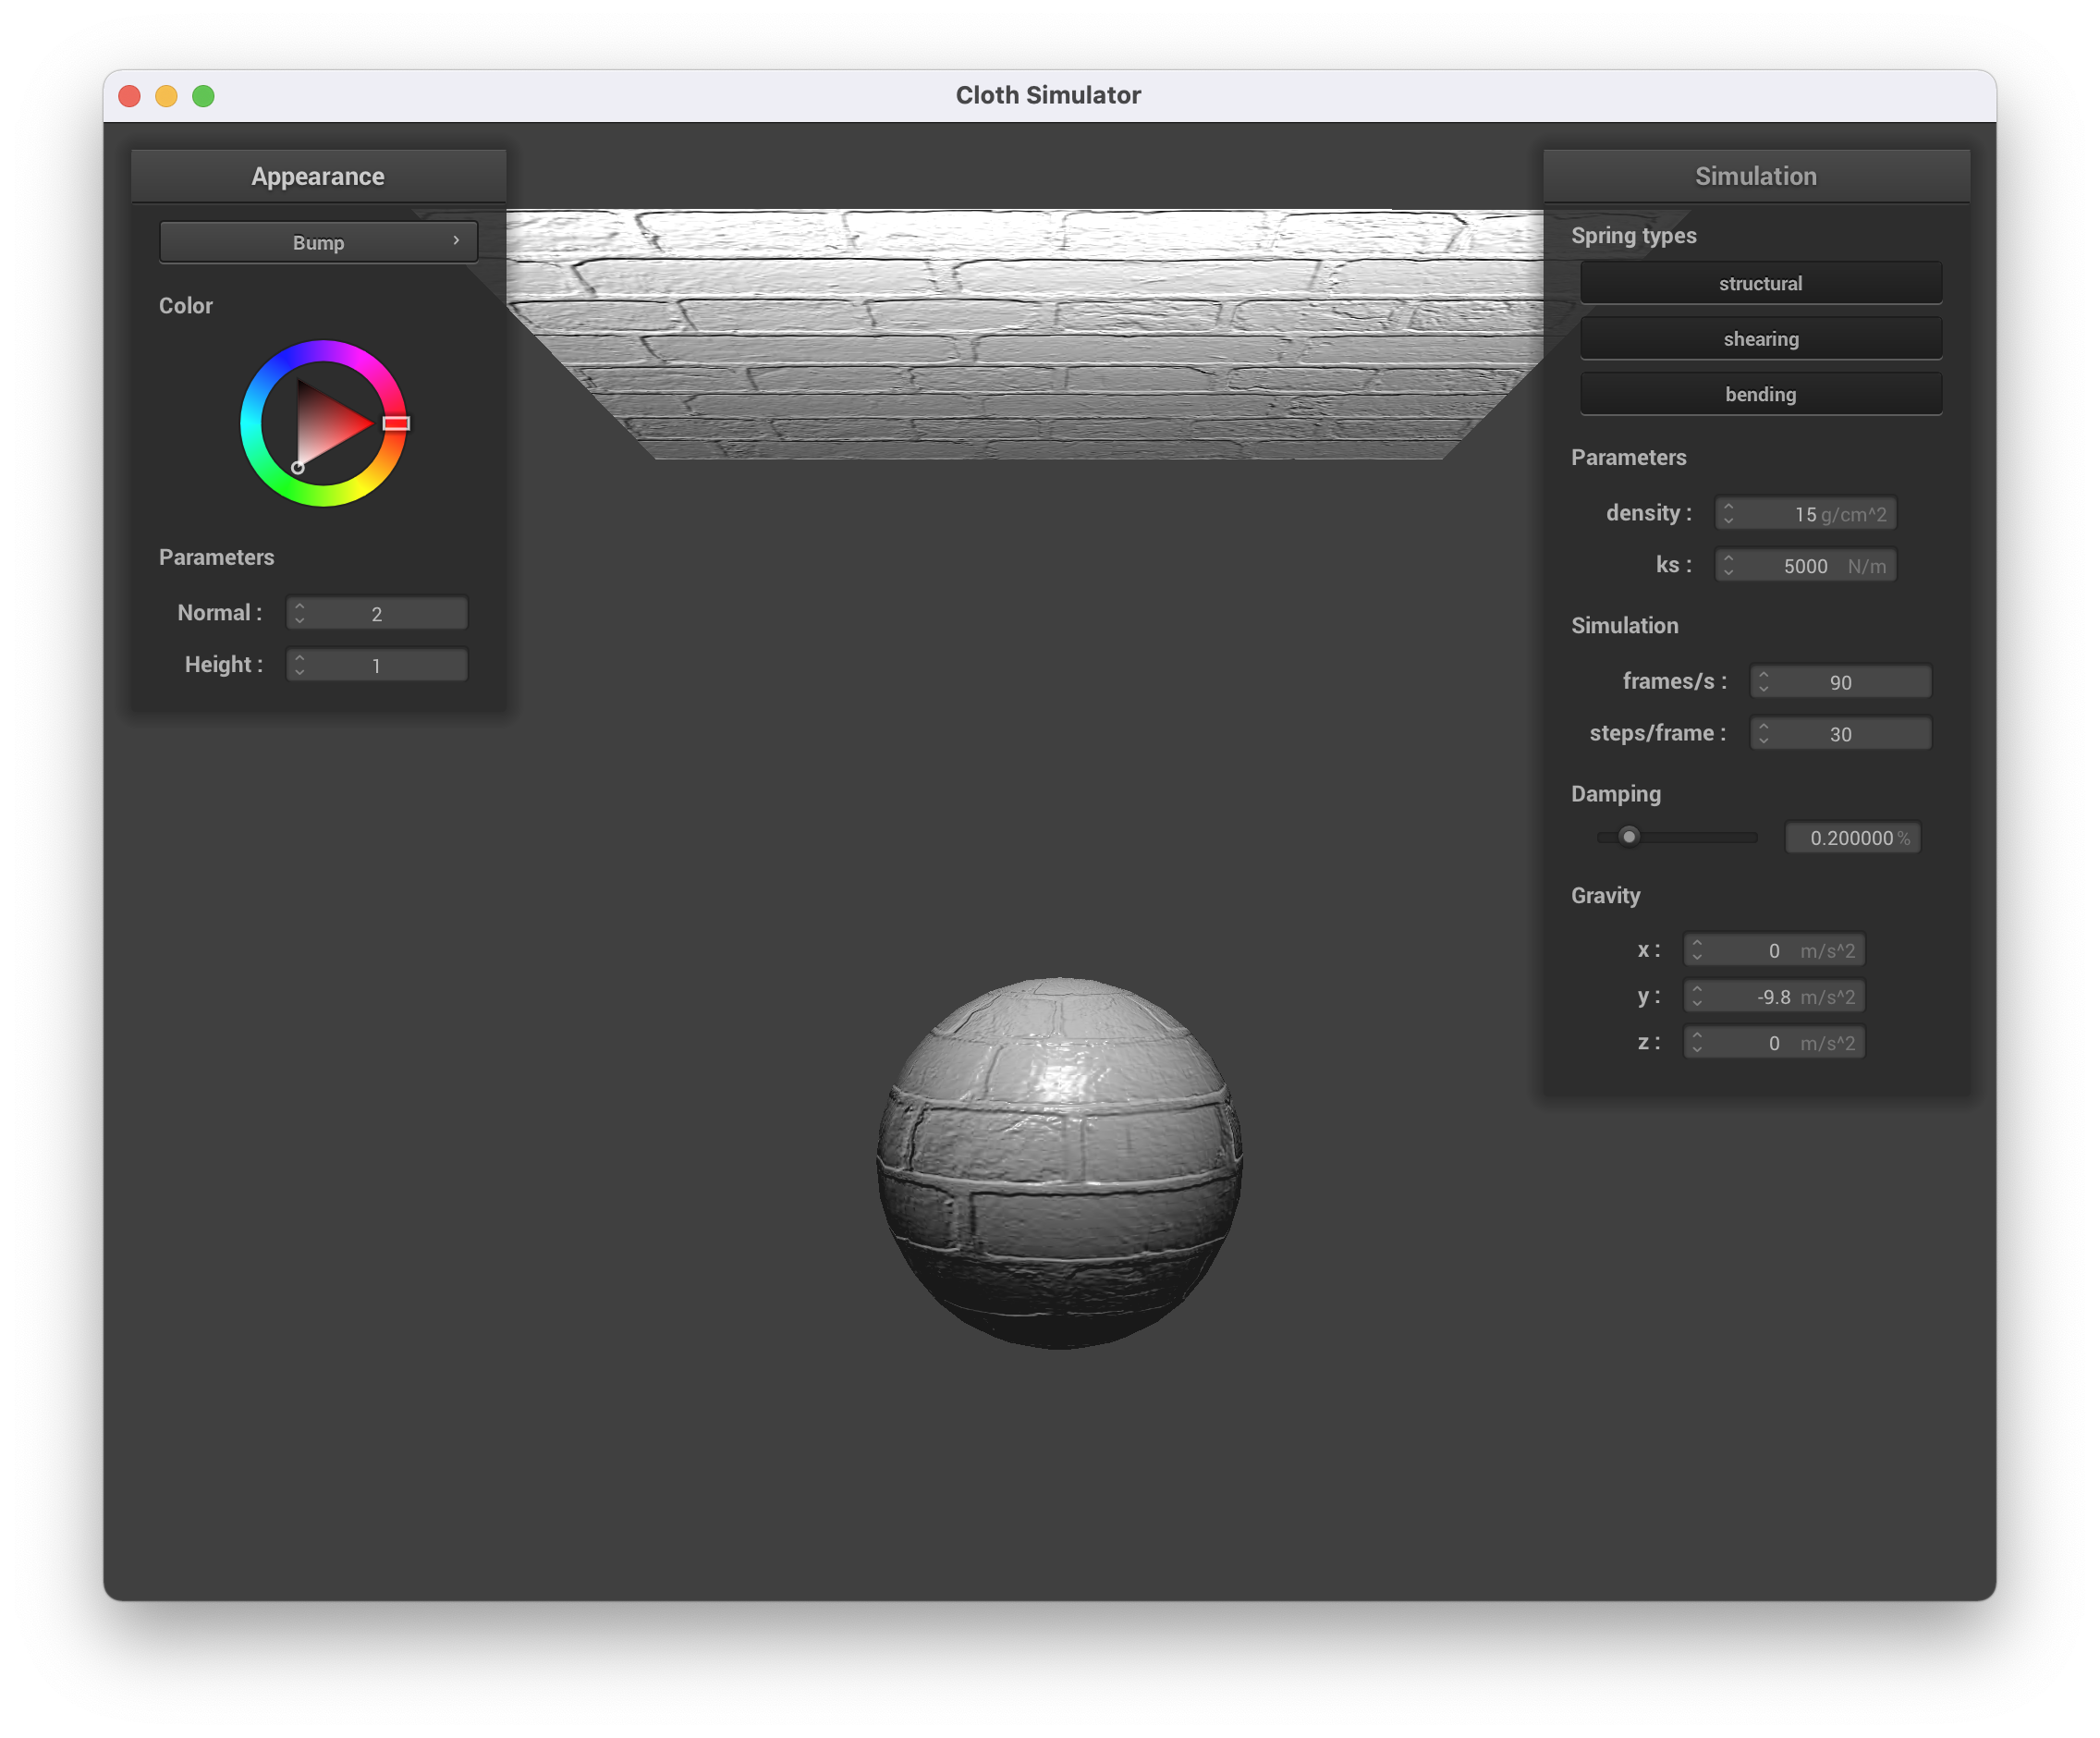 Cloth Simulator
Appearance
Bump
Color
Parameters
Normal : 2
Height : 1
Simulation
Spring types
structural
shearing
bending
Parameters
density : 15 g/cm^2
ks : 5000 N/m
Simulation
frames/s : 90
steps/frame : 30
Damping
0.200000 %
Gravity
x : 0 m/s^2
y : -9.8 m/s^2
z : 0 m/s^2